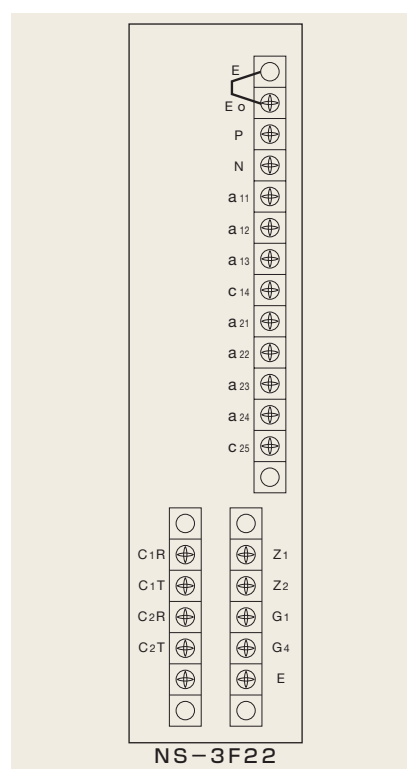 E
Eo
P
N
a11
a12
a13
c14
a21
a22
a23
a24
c25
C1R Z1
C1T Z2
C2R G1
C2T G4
E
NS-3F22